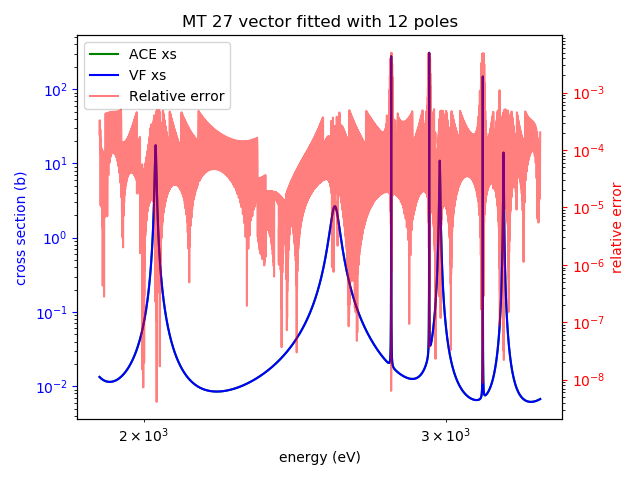 MT 27 vector fitted with 12 poles
ACE xs
VF xs
Relative error
cross section (b)
10²
10¹
10⁰
10⁻¹
10⁻²
10⁻³
10⁻⁴
10⁻⁵
10⁻⁶
10⁻⁷
10⁻⁸
relative error
2 × 10³
3 × 10³
energy (eV)